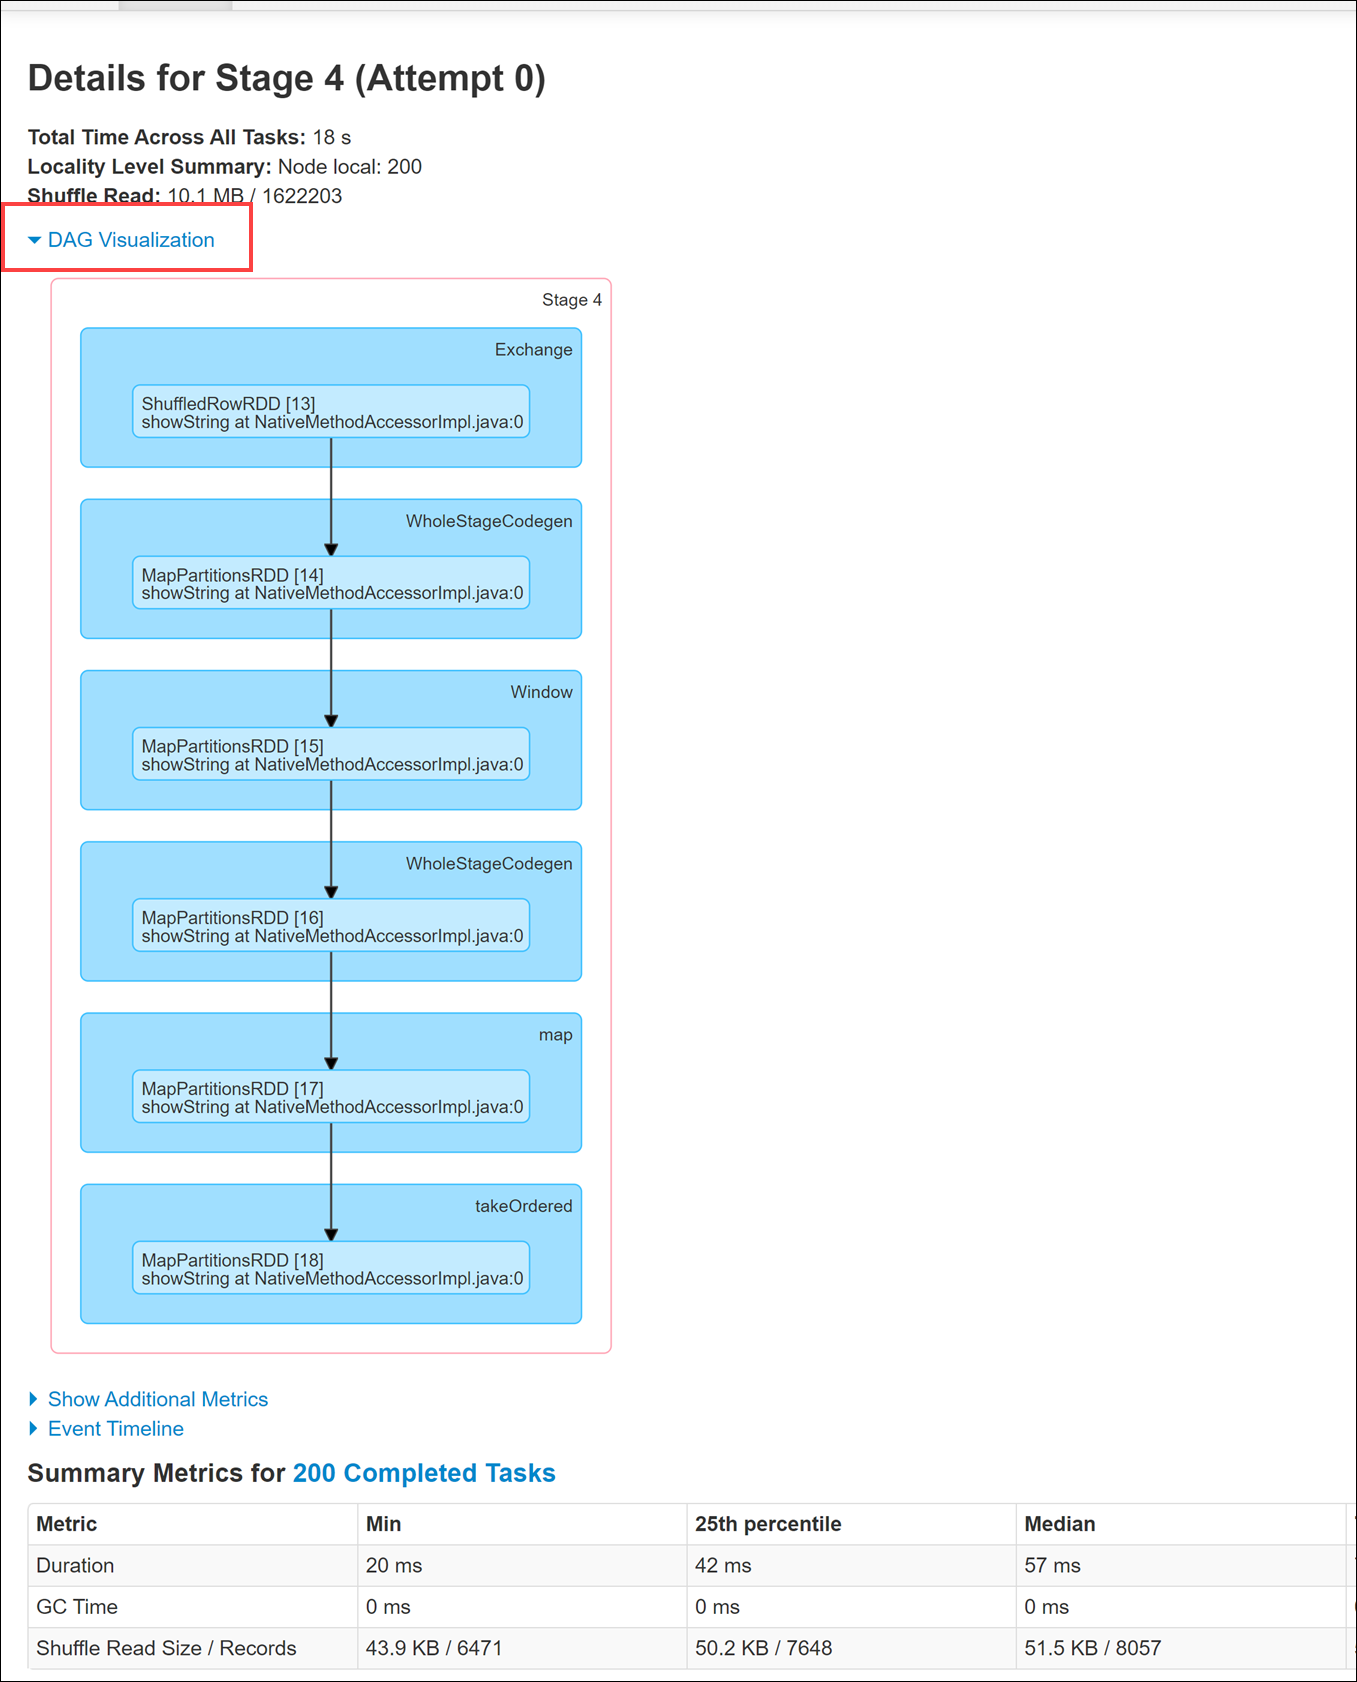 Details for Stage 4 (Attempt 0)
Total Time Across All Tasks: 18 s
Locality Level Summary: Node local: 200
Shuffle Read: 10.1 MB / 1622203
DAG Visualization
Stage 4
Exchange
ShuffledRowRDD [13]
showString at NativeMethodAccessorImpl.java:0
WholeStageCodegen
MapPartitionsRDD [14]
showString at NativeMethodAccessorImpl.java:0
Window
MapPartitionsRDD [15]
showString at NativeMethodAccessorImpl.java:0
WholeStageCodegen
MapPartitionsRDD [16]
showString at NativeMethodAccessorImpl.java:0
map
MapPartitionsRDD [17]
showString at NativeMethodAccessorImpl.java:0
takeOrdered
MapPartitionsRDD [18]
showString at NativeMethodAccessorImpl.java:0
Show Additional Metrics
Event Timeline
Summary Metrics for 200 Completed Tasks
Metric Min 25th percentile Median
Duration 20 ms 42 ms 57 ms
GC Time 0 ms 0 ms 0 ms
Shuffle Read Size / Records 43.9 KB / 6471 50.2 KB / 7648 51.5 KB / 8057